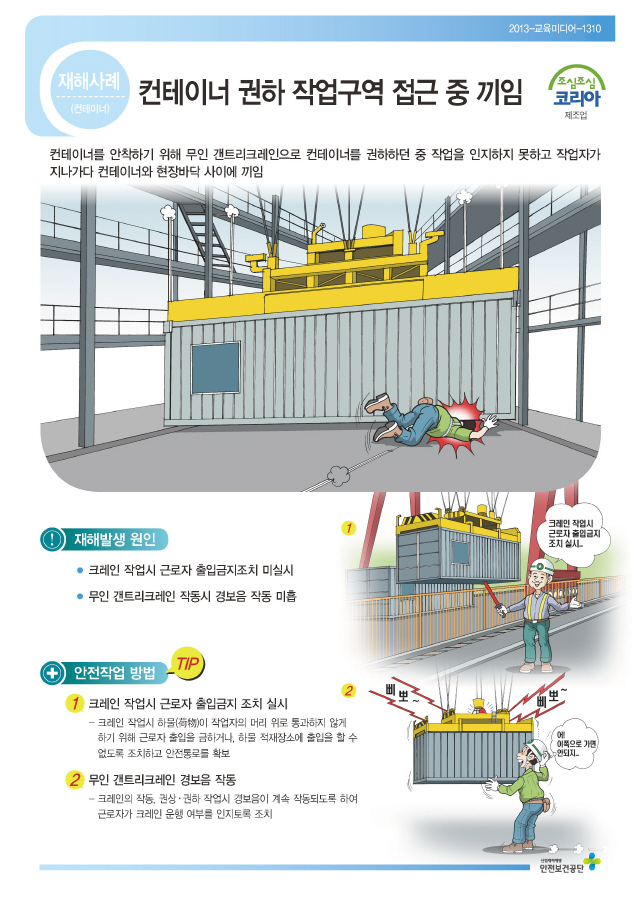 2013-교육미디어-1310
재해사례
(컨테이너)
컨테이너 권하 작업구역 접근 중 끼임
조심조심
코리아
제조업
컨테이너를 안착하기 위해 무인 갠트리크레인으로 컨테이너를 권하하던 중 작업을 인지하지 못하고 작업자가
지나가다 컨테이너와 현장바닥 사이에 끼임
재해발생 원인
• 크레인 작업시 근로자 출입금지조치 미실시
• 무인 갠트리크레인 작동시 경보음 작동 미흡
1
크레인 작업시
근로자 출입금지
조치 실시..
안전작업 방법
TIP
1 크레인 작업시 근로자 출입금지 조치 실시
– 크레인 작업시 하물(荷物)이 작업자의 머리 위로 통과하지 않게
하기 위해 근로자 출입을 금하거나, 하물 적재장소에 출입을 할 수
없도록 조치하고 안전통로를 확보
2 무인 갠트리크레인 경보음 작동
– 크레인의 작동, 권상·권하 작업시 경보음이 계속 작동되도록 하여
근로자가 크레인 운행 여부를 인지토록 조치
2
삐
뽀~
삐
뽀~
어!
이쪽으로 가면
안되지..
산업재해예방
안전보건공단